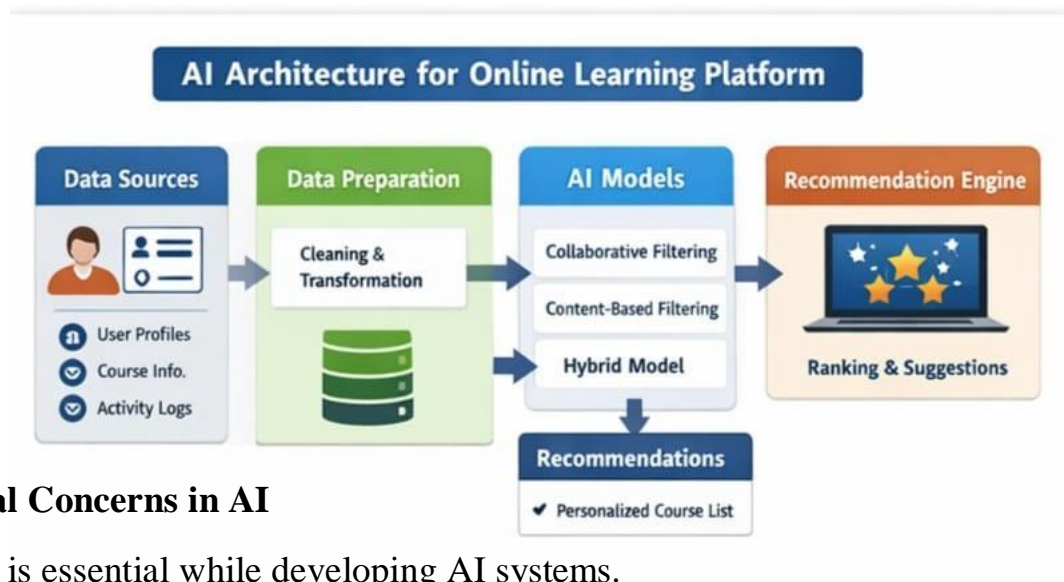 AI Architecture for Online Learning Platform
Data Sources
User Profiles
Course Info.
Activity Logs
Data Preparation
Cleaning &
Transformation
AI Models
Collaborative Filtering
Content-Based Filtering
Hybrid Model
Recommendation Engine
Ranking & Suggestions
Recommendations
✔ Personalized Course List
Concerns in AI
is essential while developing AI systems.